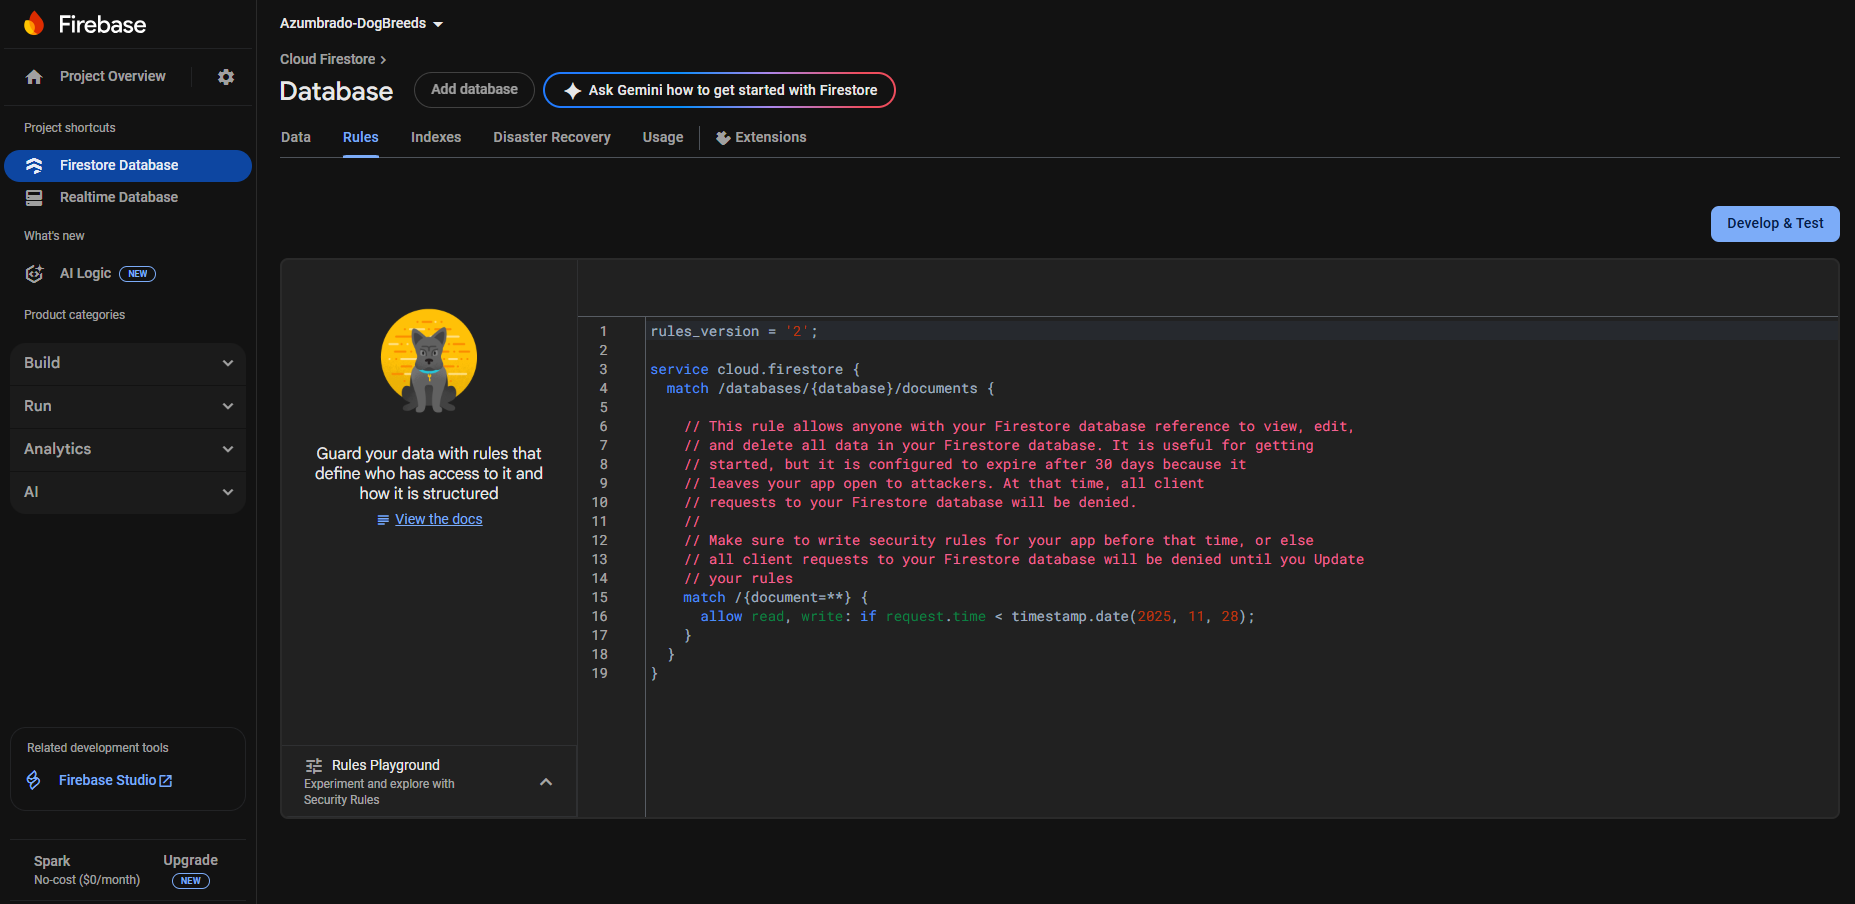 Firebase
Project Overview
Project shortcuts
Firestore Database
Realtime Database
What's new
AI Logic NEW
Product categories
Build
Run
Analytics
AI
Related development tools
Firebase Studio
Spark
No-cost ($0/month)
Upgrade
NEW
Azumbrado-DogBreeds
Cloud Firestore
Database
Add database
Ask Gemini how to get started with Firestore
Data Rules Indexes Disaster Recovery Usage Extensions
Develop & Test
Guard your data with rules that
define who has access to it and
how it is structured
View the docs
Rules Playground
Experiment and explore with
Security Rules
1 rules_version = '2';
2
3 service cloud.firestore {
4 match /databases/{database}/documents {
5
6 // This rule allows anyone with your Firestore database reference to view, edit,
7 // and delete all data in your Firestore database. It is useful for getting
8 // started, but it is configured to expire after 30 days because it
9 // leaves your app open to attackers. At that time, all client
10 // requests to your Firestore database will be denied.
11 //
12 // Make sure to write security rules for your app before that time, or else
13 // all client requests to your Firestore database will be denied until you Update
14 // your rules
15 match /{document=**} {
16 allow read, write: if request.time < timestamp.date(2025, 11, 28);
17 }
18 }
19 }